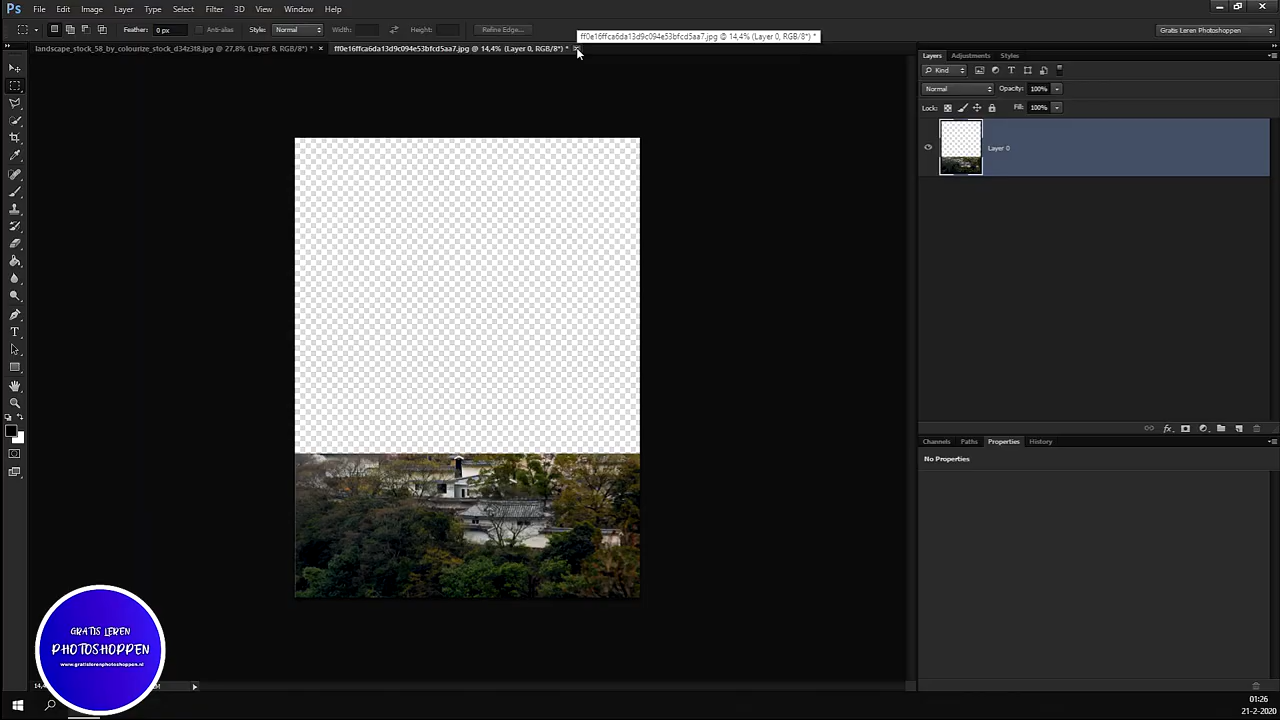 Ps File Edit Image Layer Type Select Filter 3D View Window Help
Feather: 0 px Anti-alias Style: Normal Width: Height: Refine Edge... Gratis Leren Photoshoppen
ff0e16ffca6da13d9c094e53bfcd5aa7.jpg @ 14,4% (Layer 0, RGB/8*) *
landscape_stock_58_by_colourize_stock_d34z3t8.jpg @ 27,8% (Layer 8, RGB/8*) * ×
ff0e16ffca6da13d9c094e53bfcd5aa7.jpg @ 14,4% (Layer 0, RGB/8*) *
Layers Adjustments Styles
Kind
Normal Opacity: 100%
Lock: Fill: 100%
Layer 0
Channels Paths Properties History
No Properties
GRATIS LEREN
PHOTOSHOPPEN
www.gratislerenphotoshoppen.nl
01:26
21-2-2020